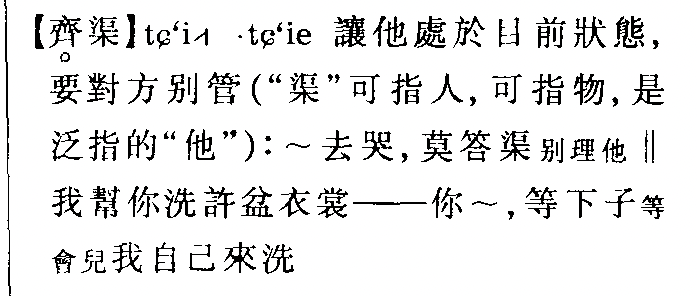 【齊渠】tɕʻi˧˥ ·tɕʻie 讓他處於目前狀態,
要對方别管(“渠”可指人, 可指物, 是
泛指的“他”): ～去哭, 莫答渠别理他 ‖
我幫你洗許盆衣裳——你～, 等下子等
會兒我自己來洗